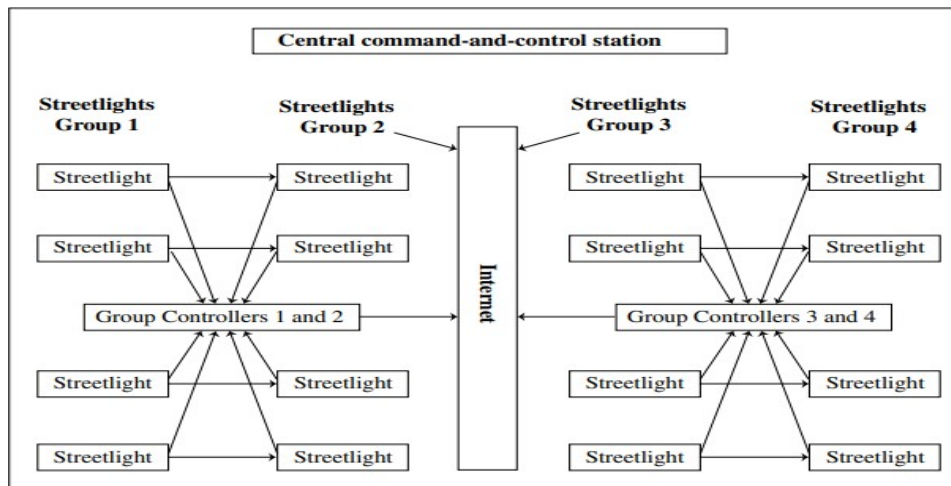 Central command-and-control station
Streetlights
Group 1
Streetlights
Group 2
Streetlights
Group 3
Streetlights
Group 4
Streetlight
Streetlight
Streetlight
Streetlight
Streetlight
Streetlight
Streetlight
Streetlight
Internet
Group Controllers 1 and 2
Group Controllers 3 and 4
Streetlight
Streetlight
Streetlight
Streetlight
Streetlight
Streetlight
Streetlight
Streetlight